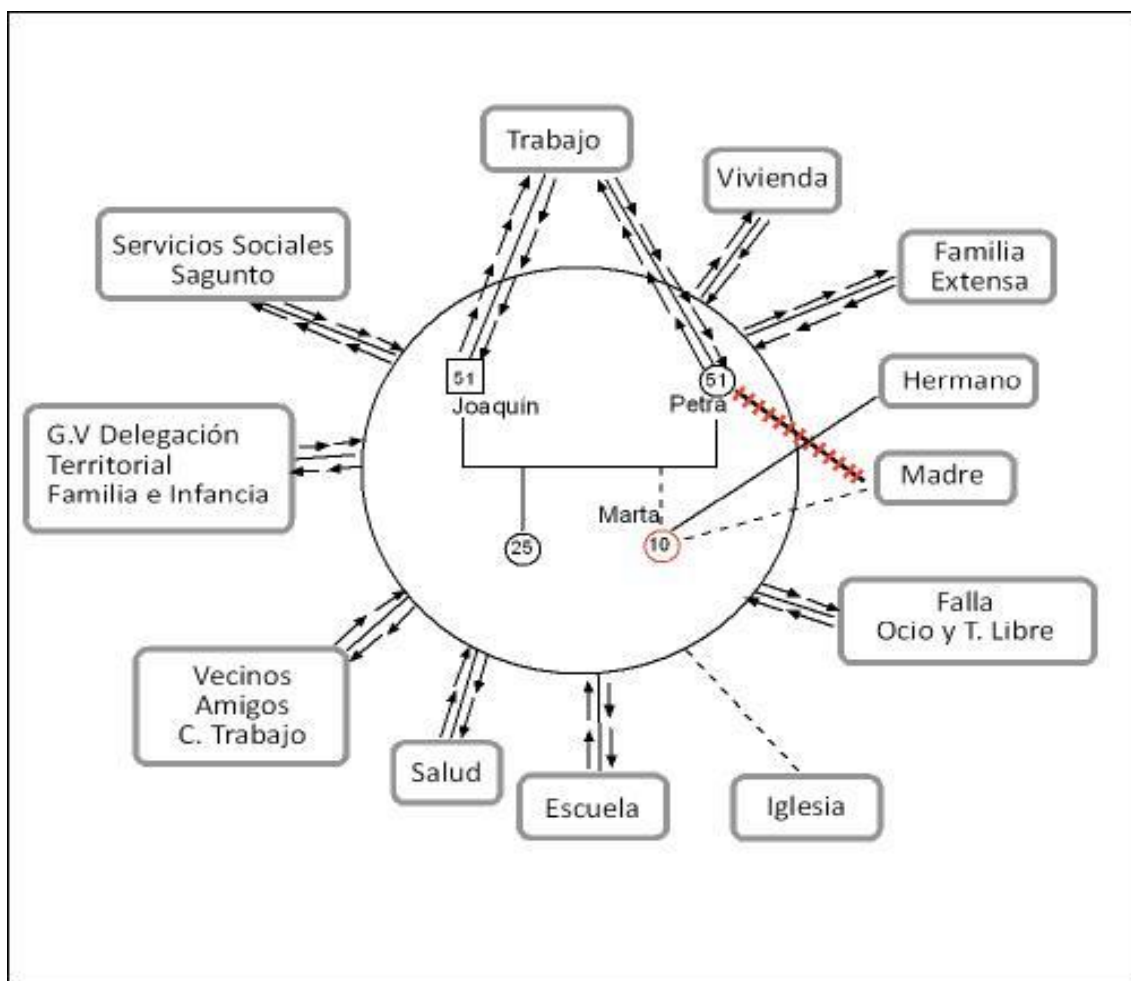 Trabajo
Vivienda
Servicios Sociales
Sagunto
Familia
Extensa
51
Joaquín
51
Petra
Hermano
G.V Delegación
Territorial
Familia e Infancia
Madre
Marta
25
10
Falla
Ocio y T. Libre
Vecinos
Amigos
C. Trabajo
Salud
Escuela
Iglesia